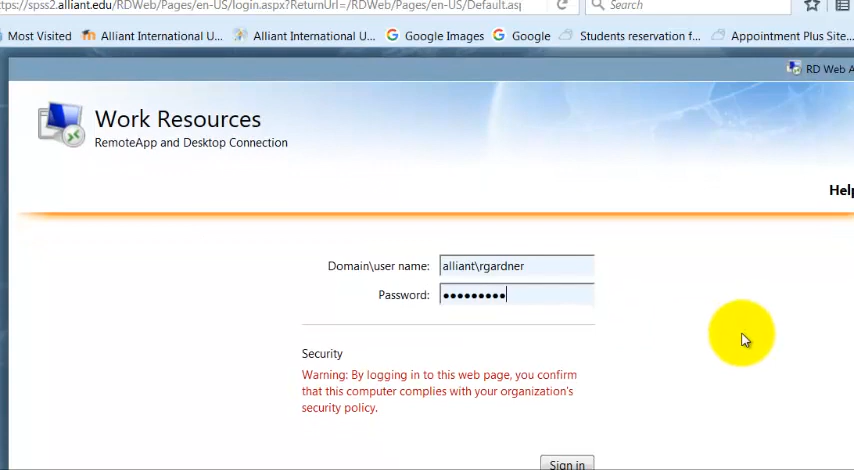 ttps://spss2.alliant.edu/RDWeb/Pages/en-US/login.aspx?ReturnUrl=/RDWeb/Pages/en-US/Default.asp Search
Most Visited Alliant International U... Alliant International U... Google Images Google Students reservation f... Appointment Plus Site...
RD Web A
Work Resources
RemoteApp and Desktop Connection
Help
Domain\user name: alliant\rgardner
Password: •••••••••
Security
Warning: By logging in to this web page, you confirm
that this computer complies with your organization's
security policy.
Sign in